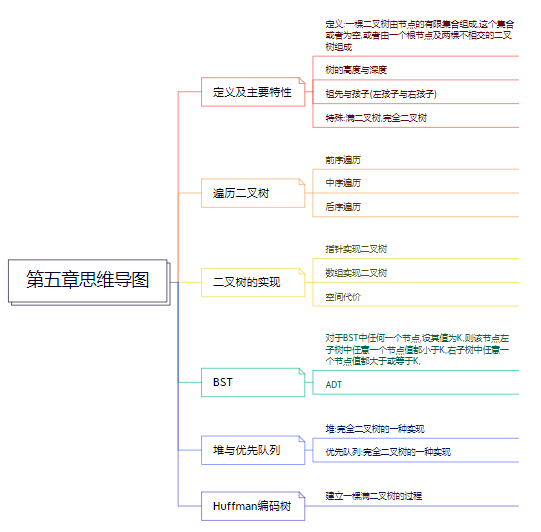 第五章思维导图
定义及主要特性
定义:一棵二叉树由节点的有限集合组成,这个集合
或者为空,或者由一个根节点及两棵不相交的二叉
树组成
树的高度与深度
祖先与孩子(左孩子与右孩子)
特殊:满二叉树,完全二叉树
遍历二叉树
前序遍历
中序遍历
后序遍历
二叉树的实现
指针实现二叉树
数组实现二叉树
空间代价
BST
对于BST中任何一个节点,设其值为K,则该节点左
子树中任意一个节点值都小于K,右子树中任意一
个节点值都大于或等于K,
ADT
堆与优先队列
堆:完全二叉树的一种实现
优先队列:完全二叉树的一种实现
Huffman编码树
建立一棵满二叉树的过程